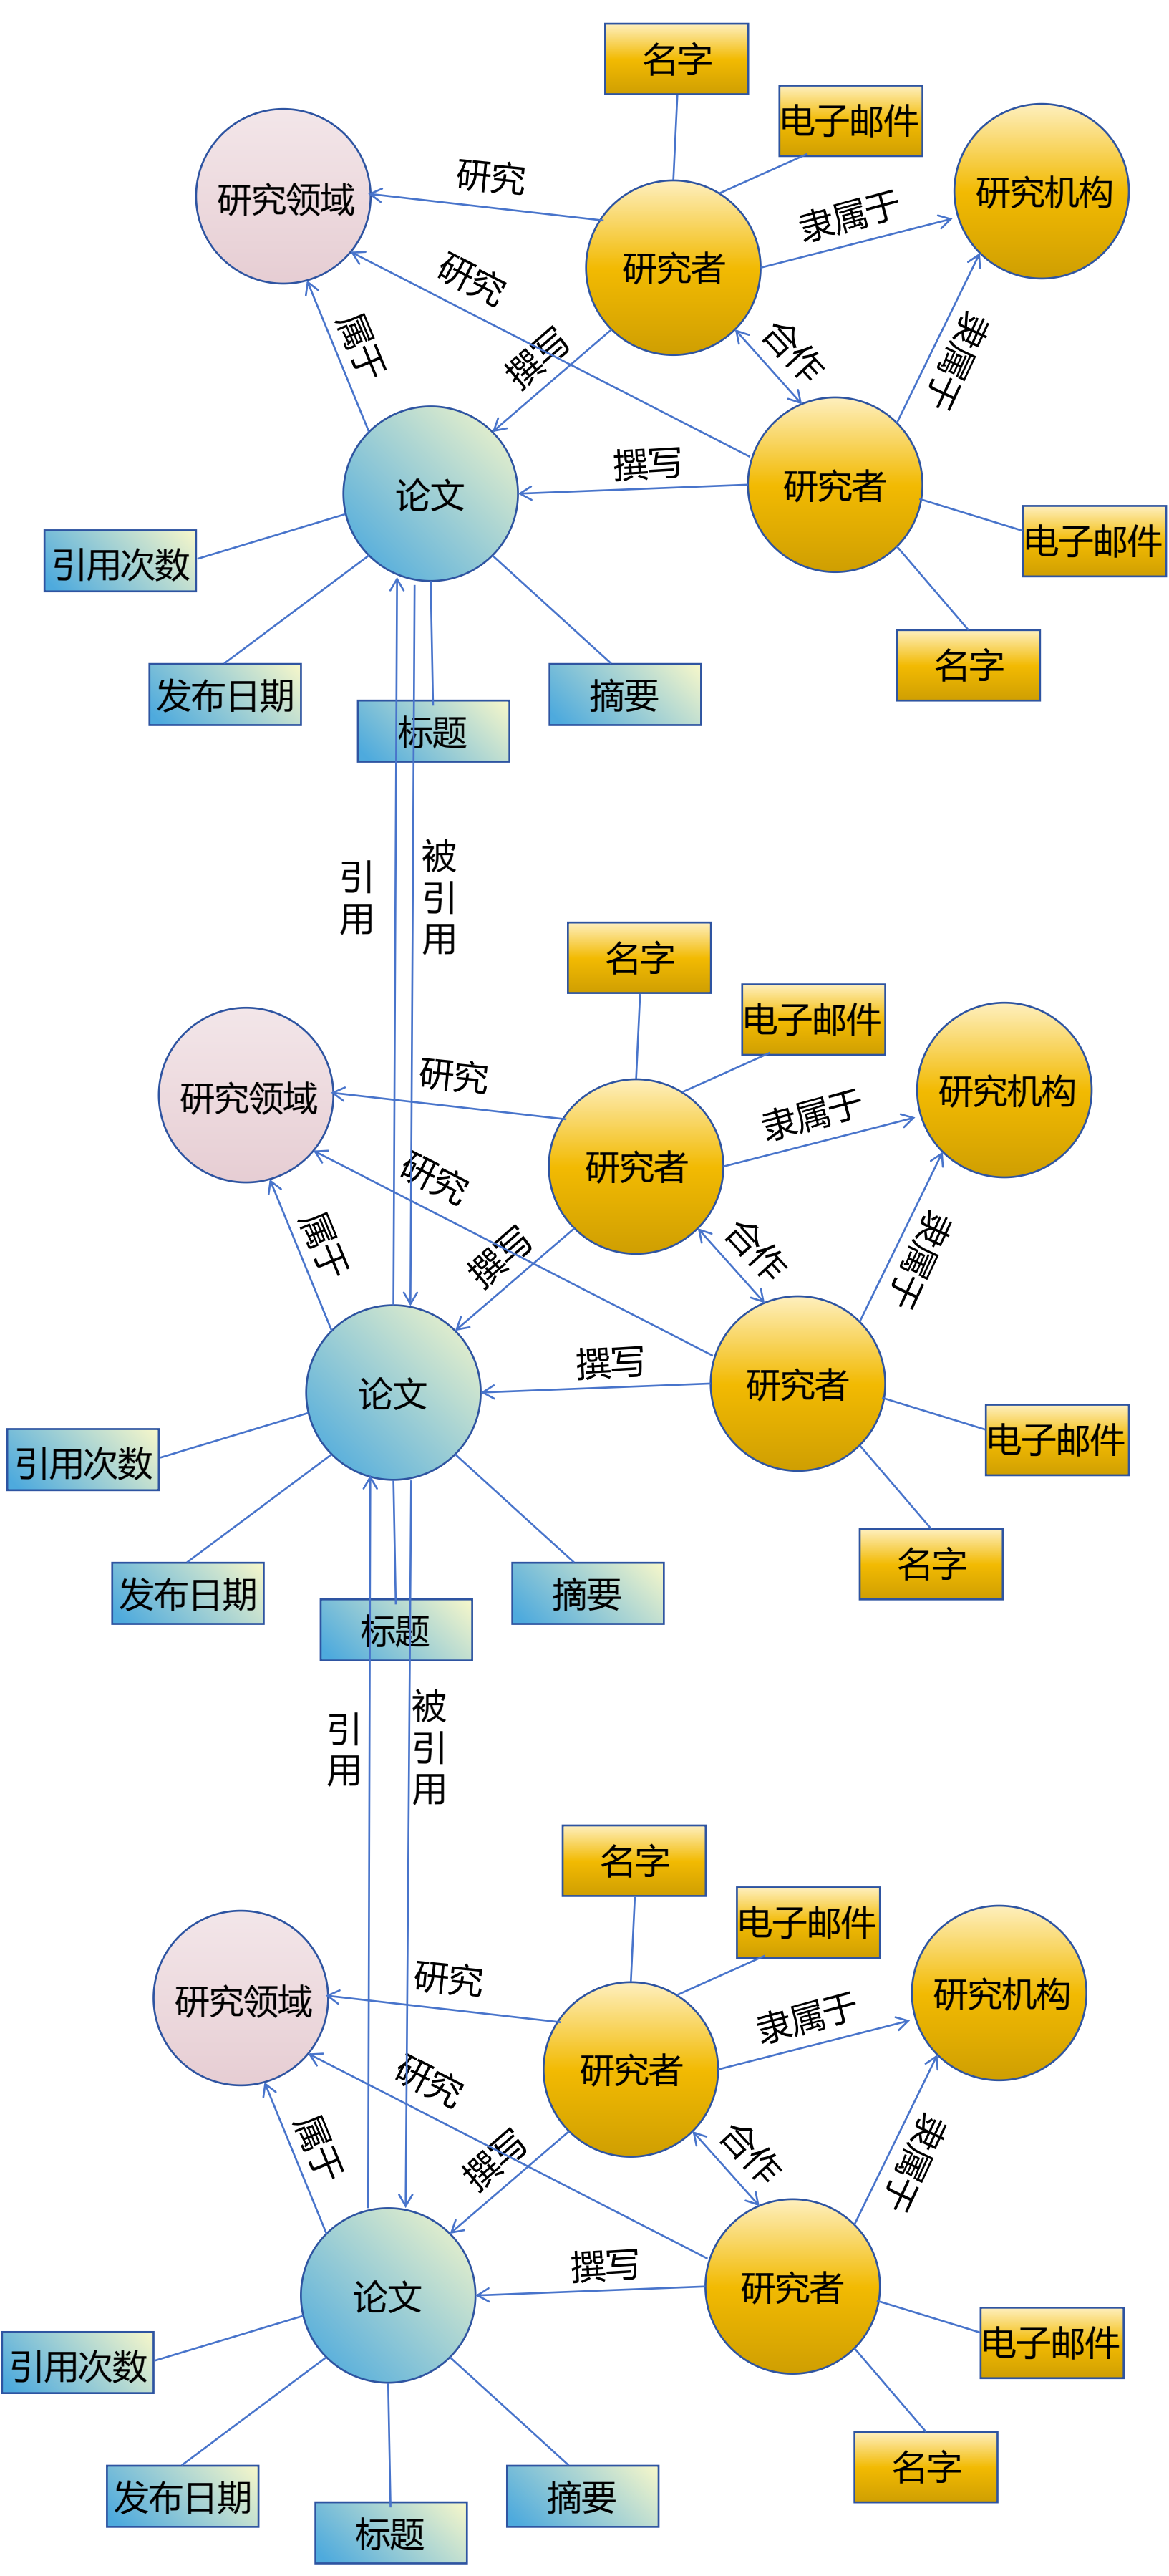 名字
电子邮件
研究领域
研究
研究机构
隶属于
研究者
研究
属于
撰写
合作
隶属于
撰写
论文
研究者
引用次数
电子邮件
发布日期
标题
摘要
名字
引用
被引用
名字
电子邮件
研究领域
研究
研究机构
隶属于
研究者
研究
属于
撰写
合作
隶属于
撰写
论文
研究者
引用次数
电子邮件
发布日期
标题
摘要
名字
引用
被引用
名字
电子邮件
研究领域
研究
研究机构
隶属于
研究者
研究
属于
撰写
合作
隶属于
撰写
论文
研究者
引用次数
电子邮件
发布日期
标题
摘要
名字